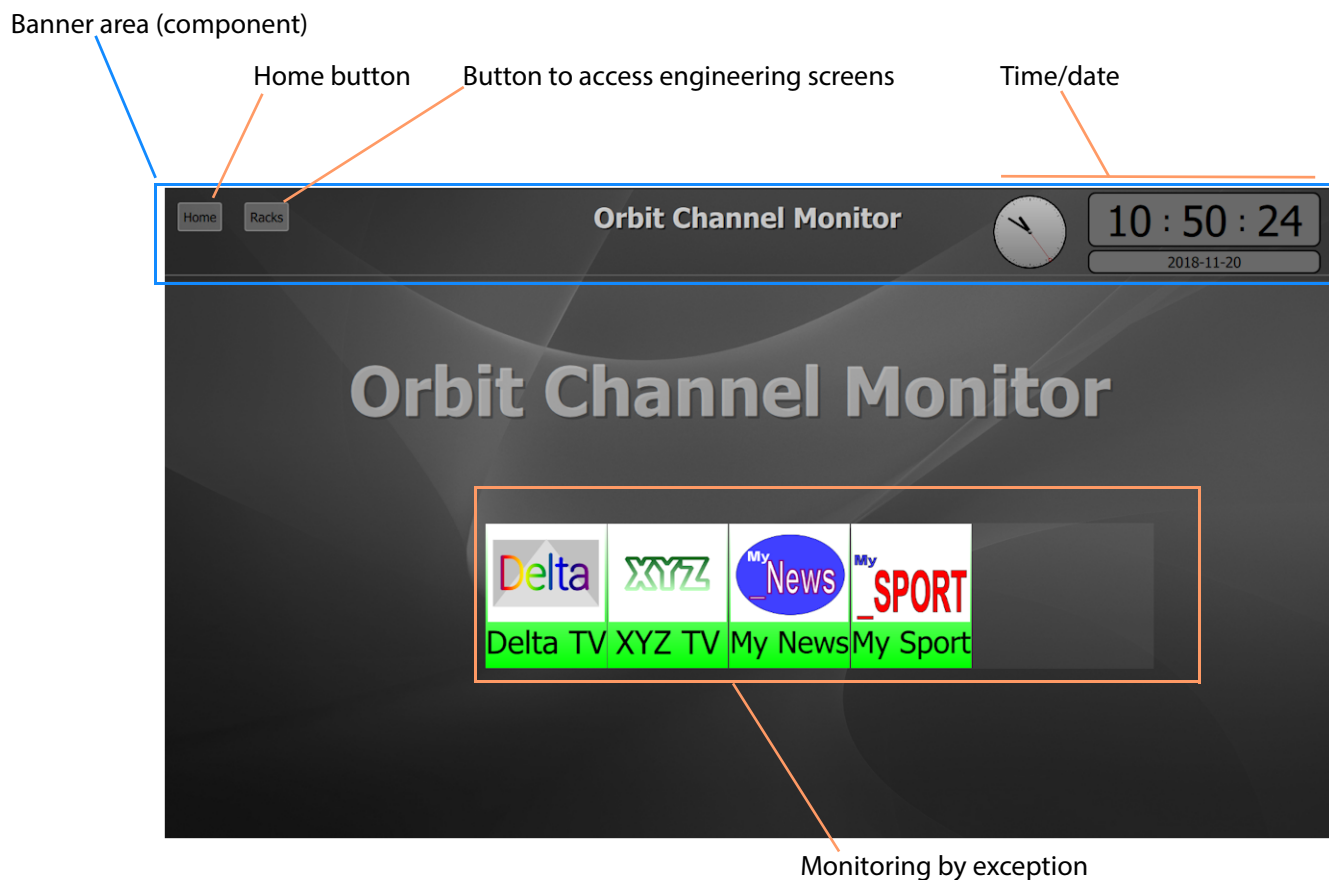 Banner area (component)
Home button
Button to access engineering screens
Time/date
Home
Racks
Orbit Channel Monitor
10 : 50 : 24
2018-11-20
Orbit Channel Monitor
Delta
XYZ
My
_News
My
_SPORT
Delta TV
XYZ TV
My News
My Sport
Monitoring by exception